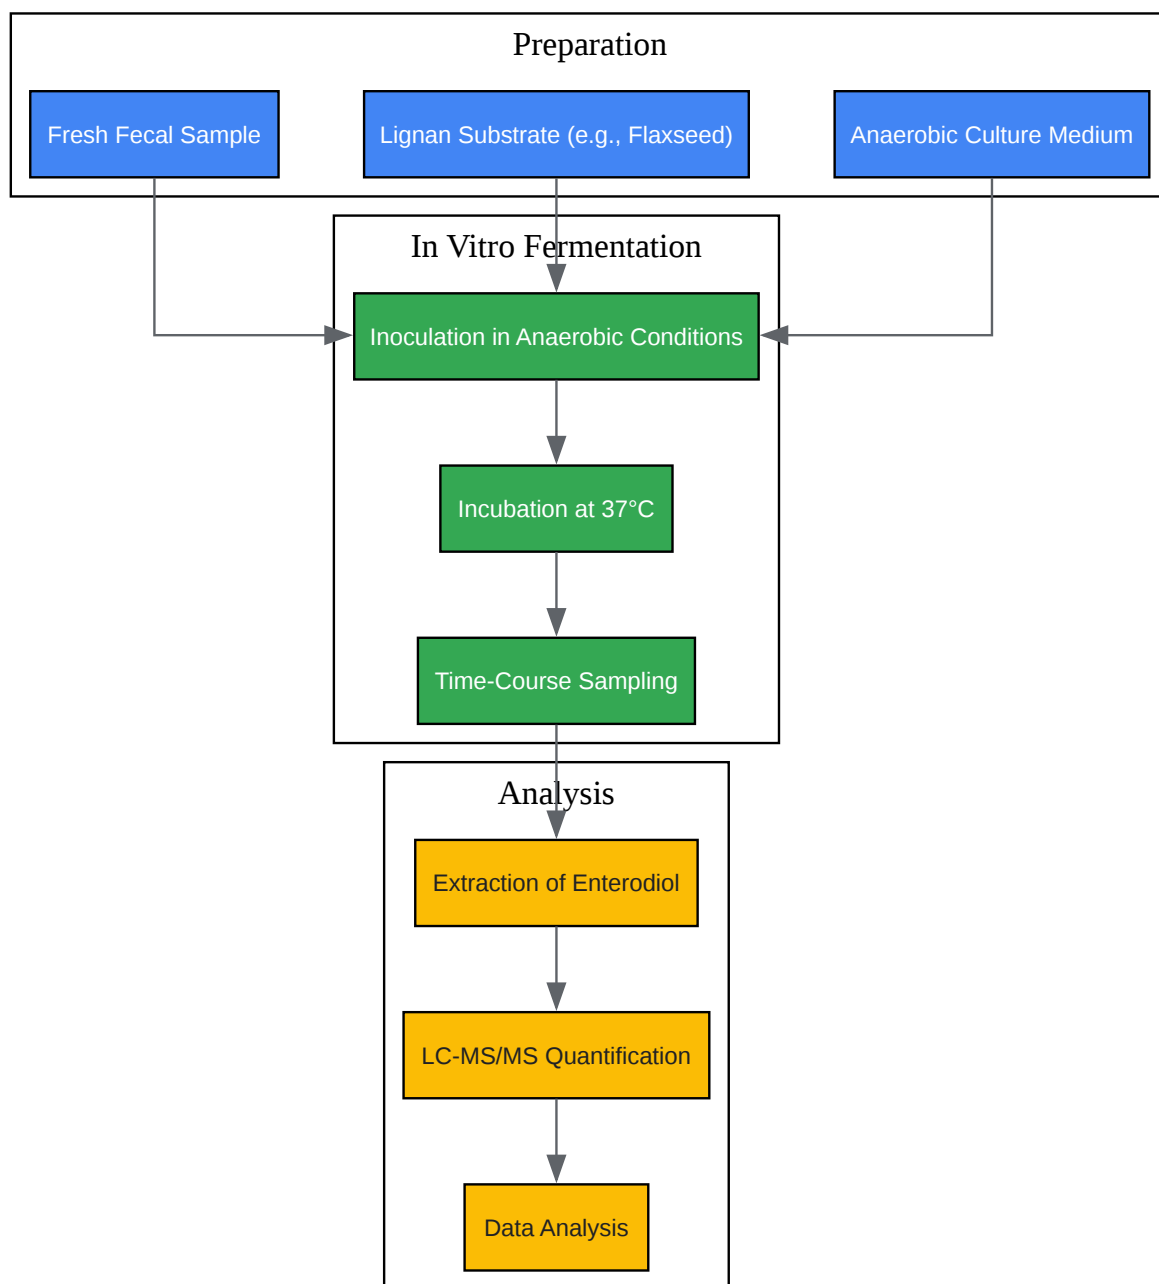 Preparation
Fresh Fecal Sample
Lignan Substrate (e.g., Flaxseed)
Anaerobic Culture Medium
In Vitro Fermentation
Inoculation in Anaerobic Conditions
Incubation at 37°C
Time-Course Sampling
Analysis
Extraction of Enterodiol
LC-MS/MS Quantification
Data Analysis